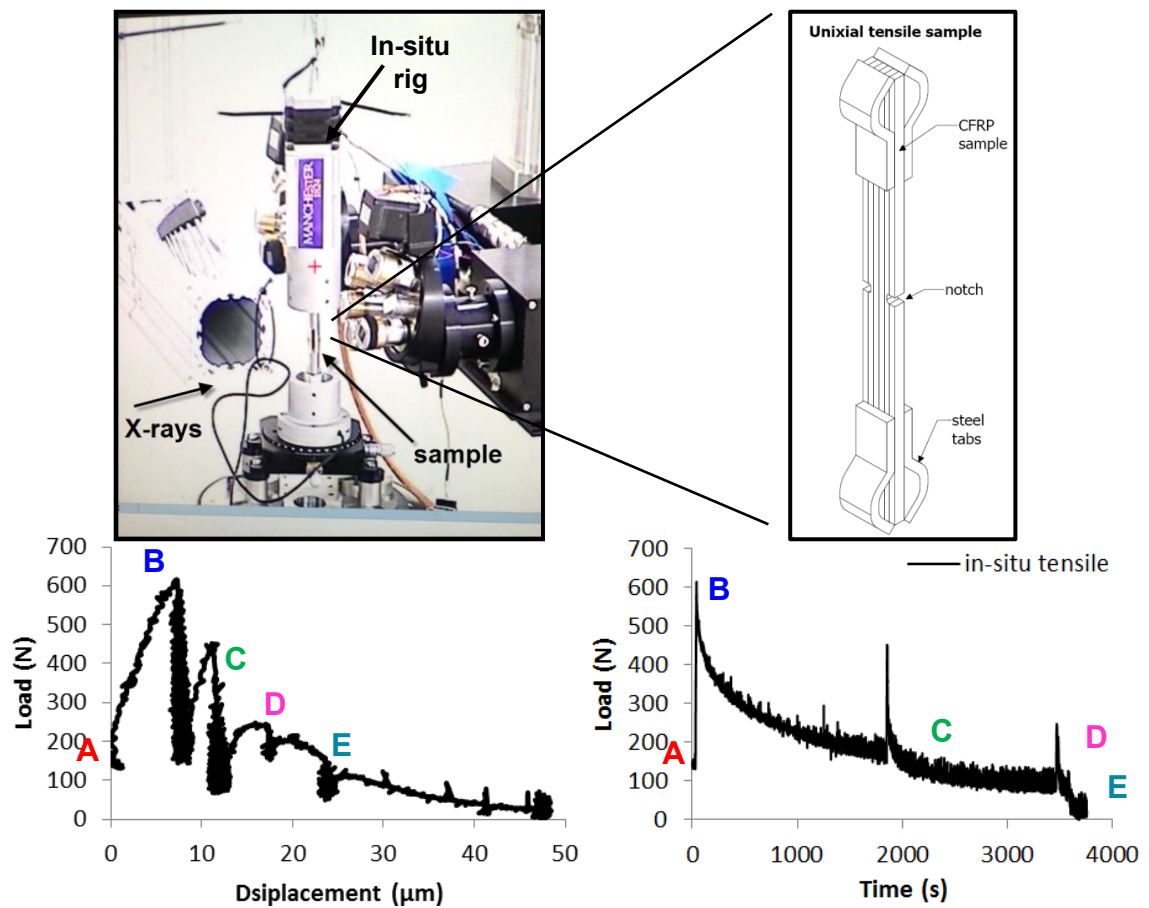 In-situ
rig
MANCHESTER
1824
X-rays
sample
Unixial tensile sample
CFRP
sample
notch
steel
tabs
700
600
500
400
300
200
100
0
Load (N)
A
B
C
D
E
0 10 20 30 40 50
Dsiplacement (µm)
700
600
500
400
300
200
100
0
Load (N)
in-situ tensile
A
B
C
D
E
0 1000 2000 3000 4000
Time (s)